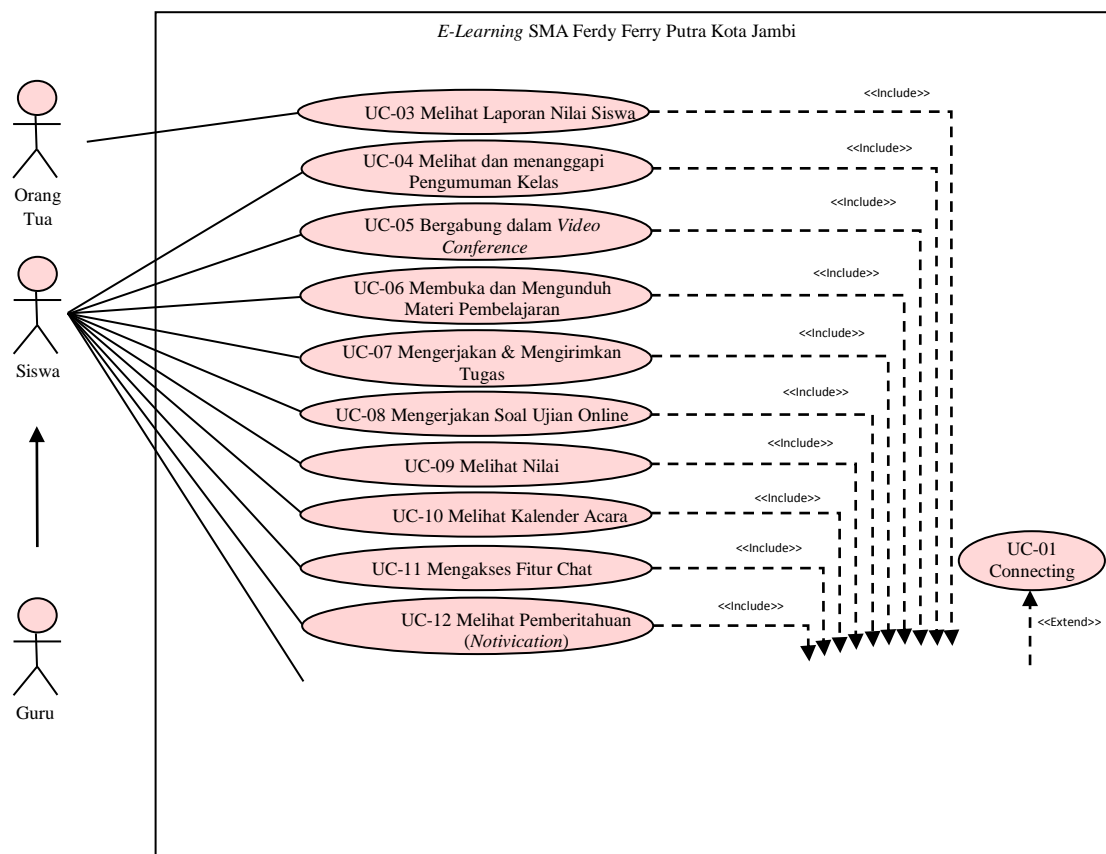 E-Learning SMA Ferdy Ferry Putra Kota Jambi
Orang
Tua
Siswa
Guru
UC-03 Melihat Laporan Nilai Siswa
<<Include>>
UC-04 Melihat dan menanggapi
Pengumuman Kelas
<<Include>>
UC-05 Bergabung dalam Video
Conference
<<Include>>
UC-06 Membuka dan Mengunduh
Materi Pembelajaran
<<Include>>
UC-07 Mengerjakan & Mengirimkan
Tugas
<<Include>>
UC-08 Mengerjakan Soal Ujian Online
<<Include>>
UC-09 Melihat Nilai
<<Include>>
UC-10 Melihat Kalender Acara
<<Include>>
UC-11 Mengakses Fitur Chat
<<Include>>
UC-12 Melihat Pemberitahuan
(Notivication)
<<Include>>
UC-01
Connecting
<<Extend>>